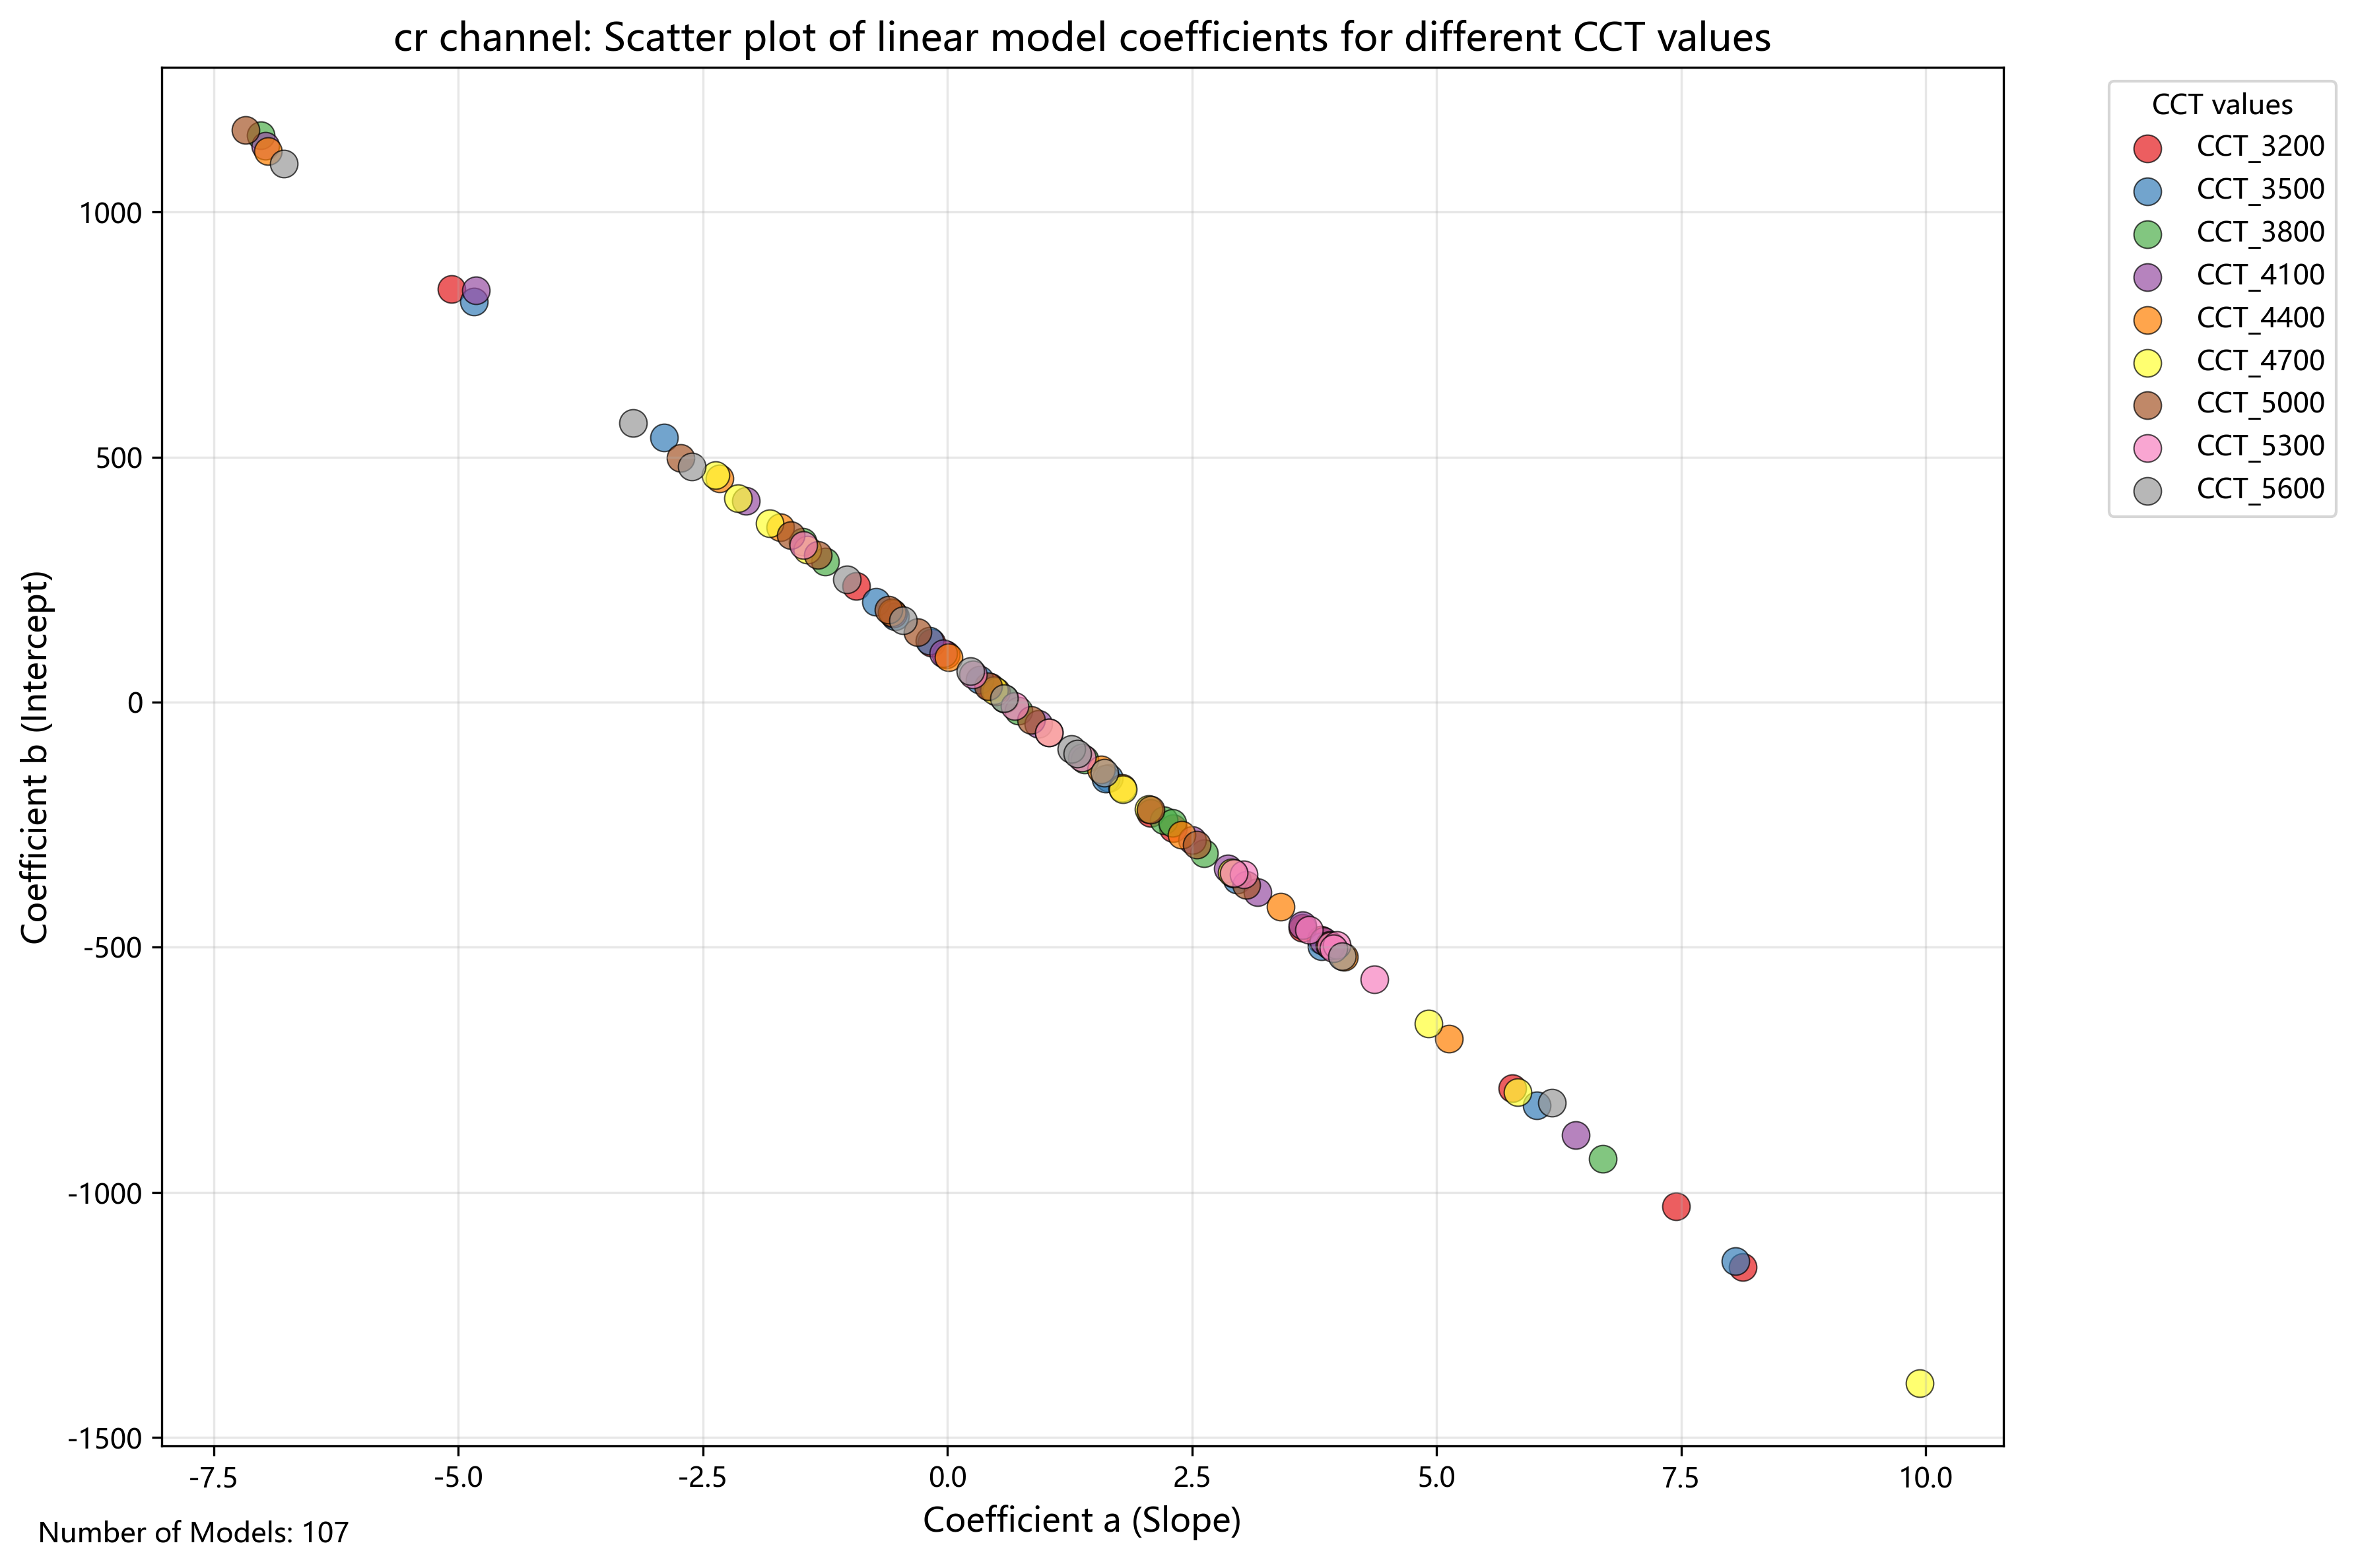 cr channel: Scatter plot of linear model coefficients for different CCT values
CCT values
CCT_3200
CCT_3500
CCT_3800
CCT_4100
CCT_4400
CCT_4700
CCT_5000
CCT_5300
CCT_5600
Coefficient b (Intercept)
1000
500
0
-500
-1000
-1500
-7.5 -5.0 -2.5 0.0 2.5 5.0 7.5 10.0
Coefficient a (Slope)
Number of Models: 107